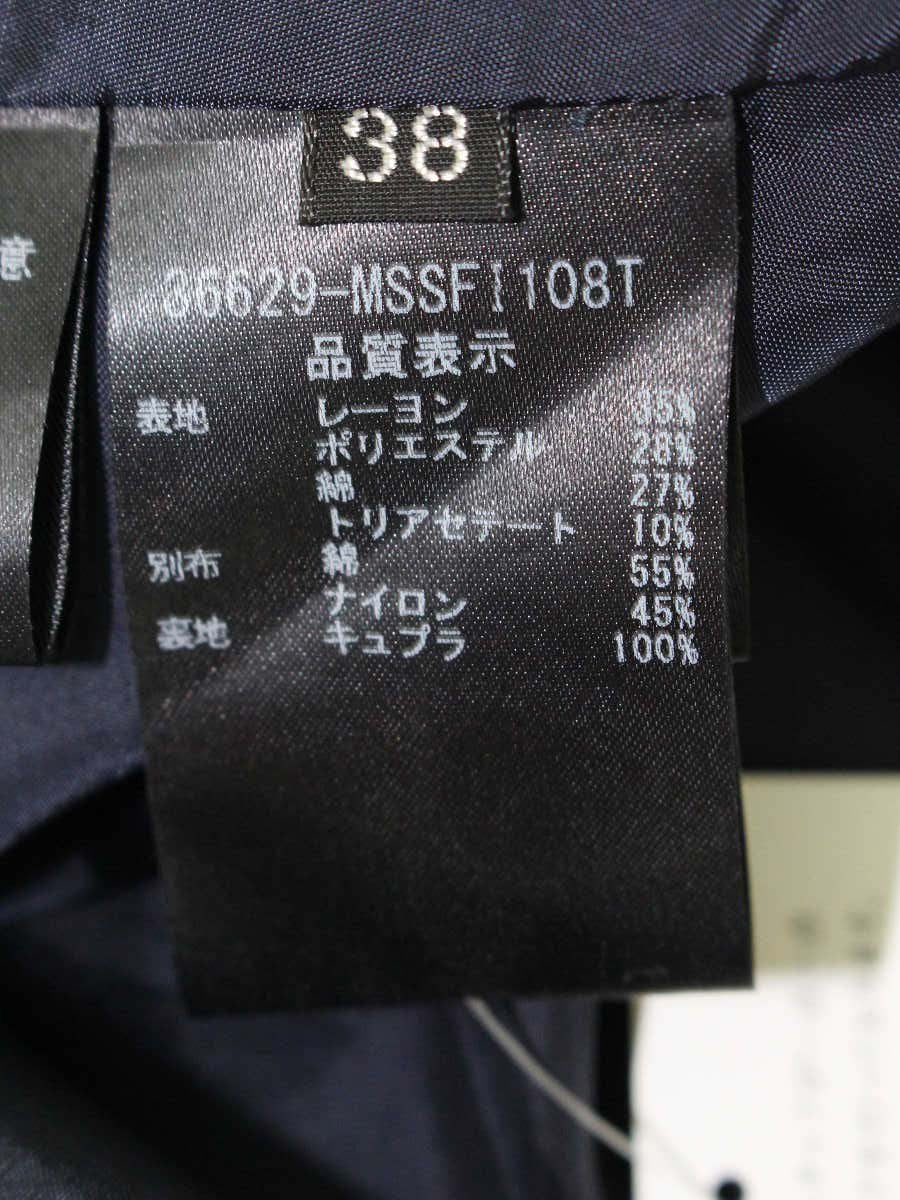 38
36629-MSSFI108T
品質表示
表地 レーヨン 35%
ポリエステル 28%
綿 27%
トリアセテート 10%
別布 綿 55%
ナイロン 45%
裏地 キュプラ 100%
意